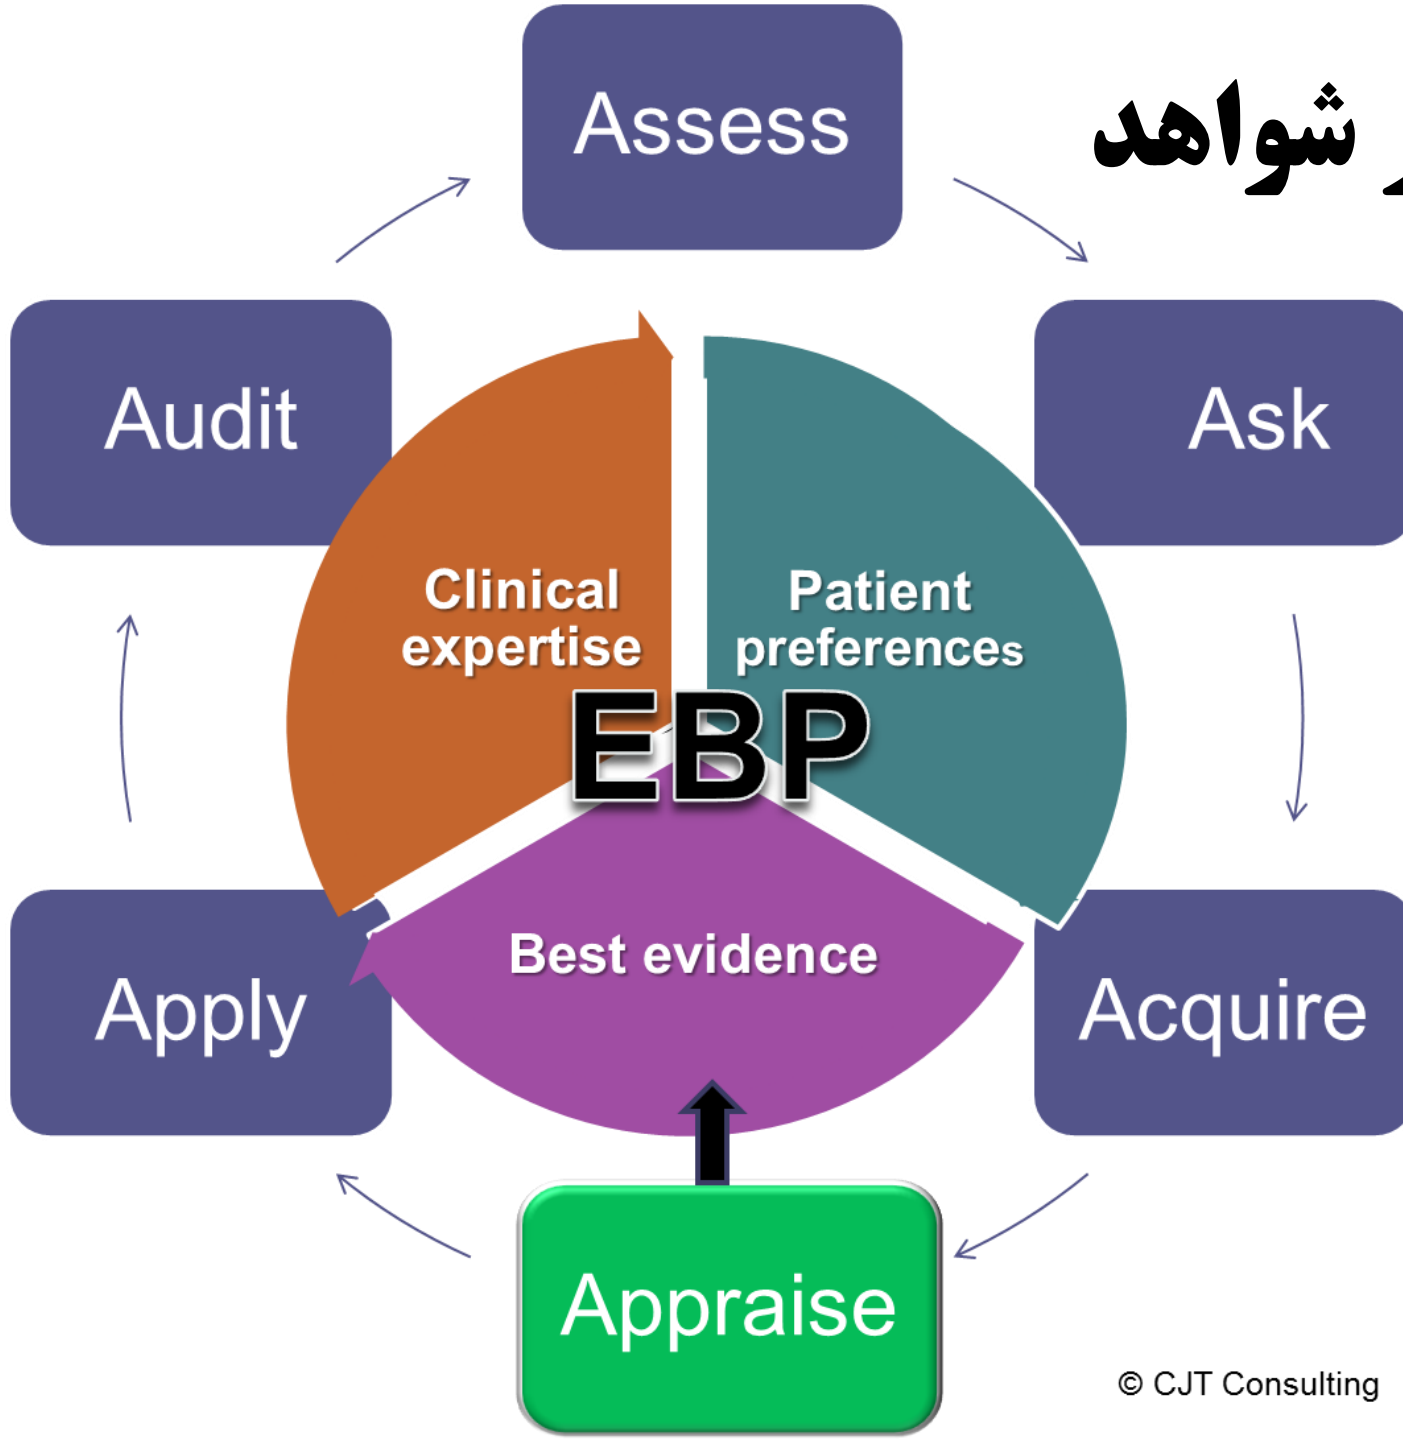 Assess
شواهد
Audit
Ask
Clinical
expertise
Patient
preferences
EBP
Best evidence
Apply
Acquire
Appraise
© CJT Consulting